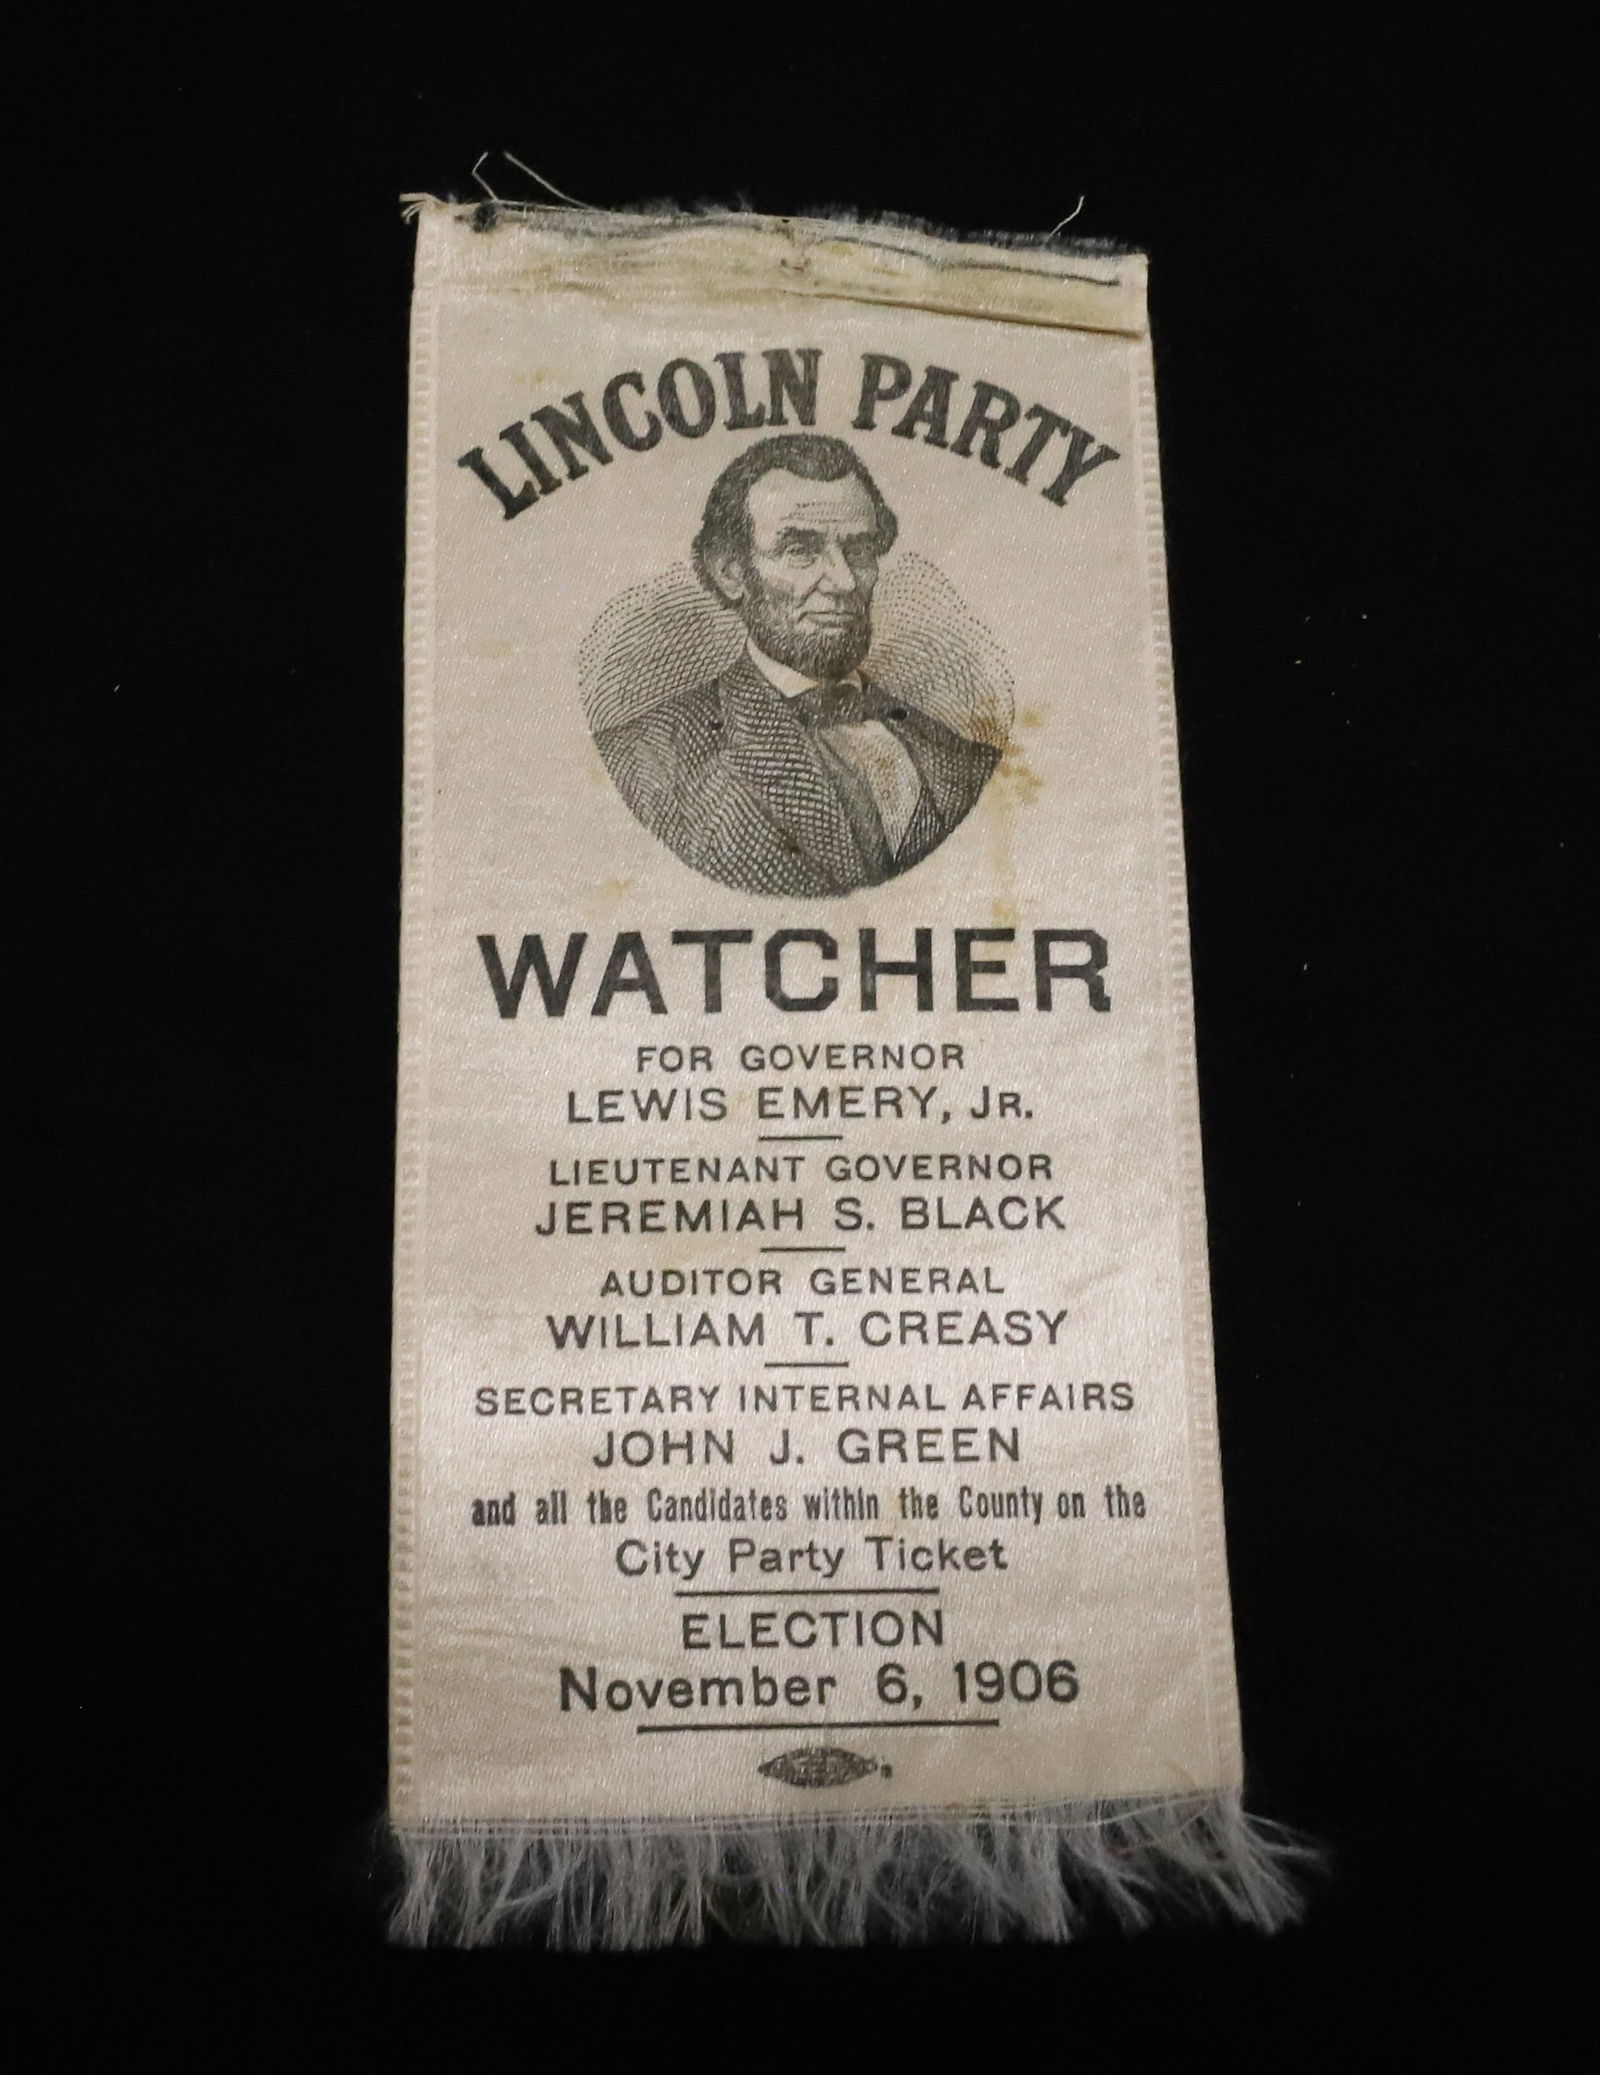 LINCOLN PARTY
WATCHER
FOR GOVERNOR
LEWIS EMERY, JR.
LIEUTENANT GOVERNOR
JEREMIAH S. BLACK
AUDITOR GENERAL
WILLIAM T. CREASY
SECRETARY INTERNAL AFFAIRS
JOHN J. GREEN
and all the Candidates within the County on the
City Party Ticket
ELECTION
November 6, 1906